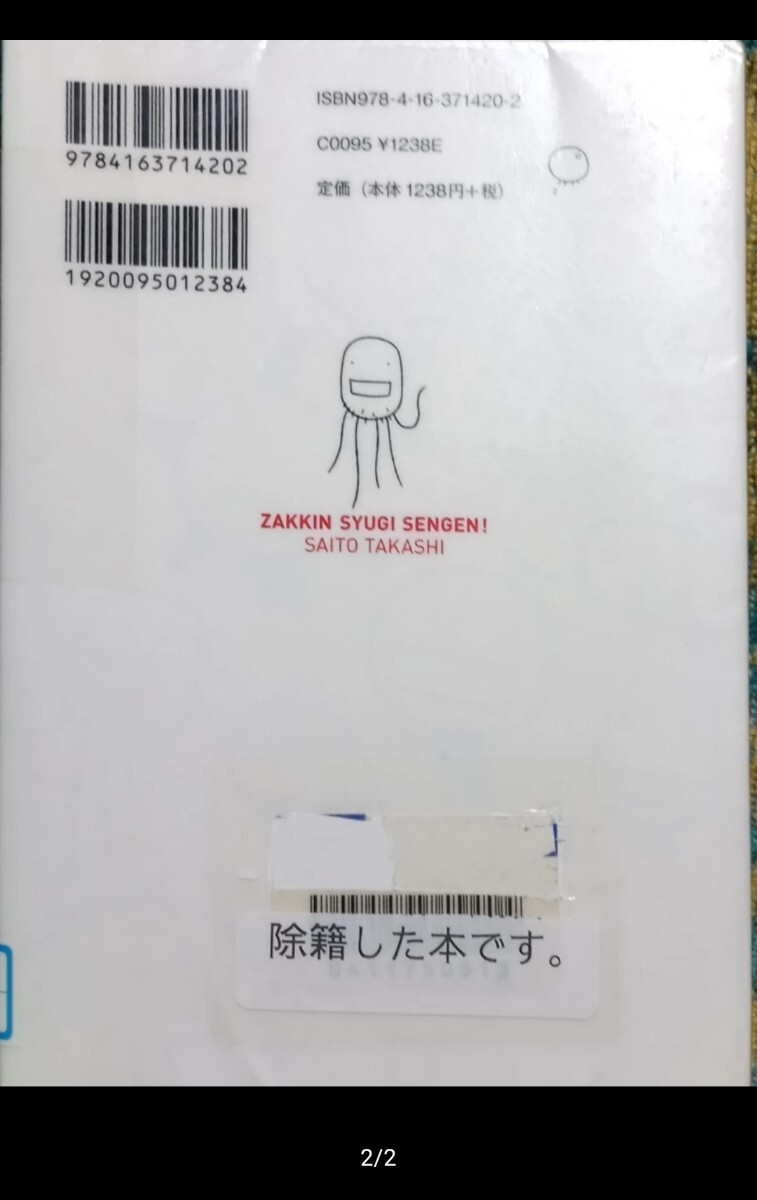 ISBN978-4-16-371420-2
9784163714202
C0095 ¥1238E
定価（本体 1238円＋税）
1920095012384
ZAKKIN SYUGI SENGEN!
SAITO TAKASHI
除籍した本です。
2/2